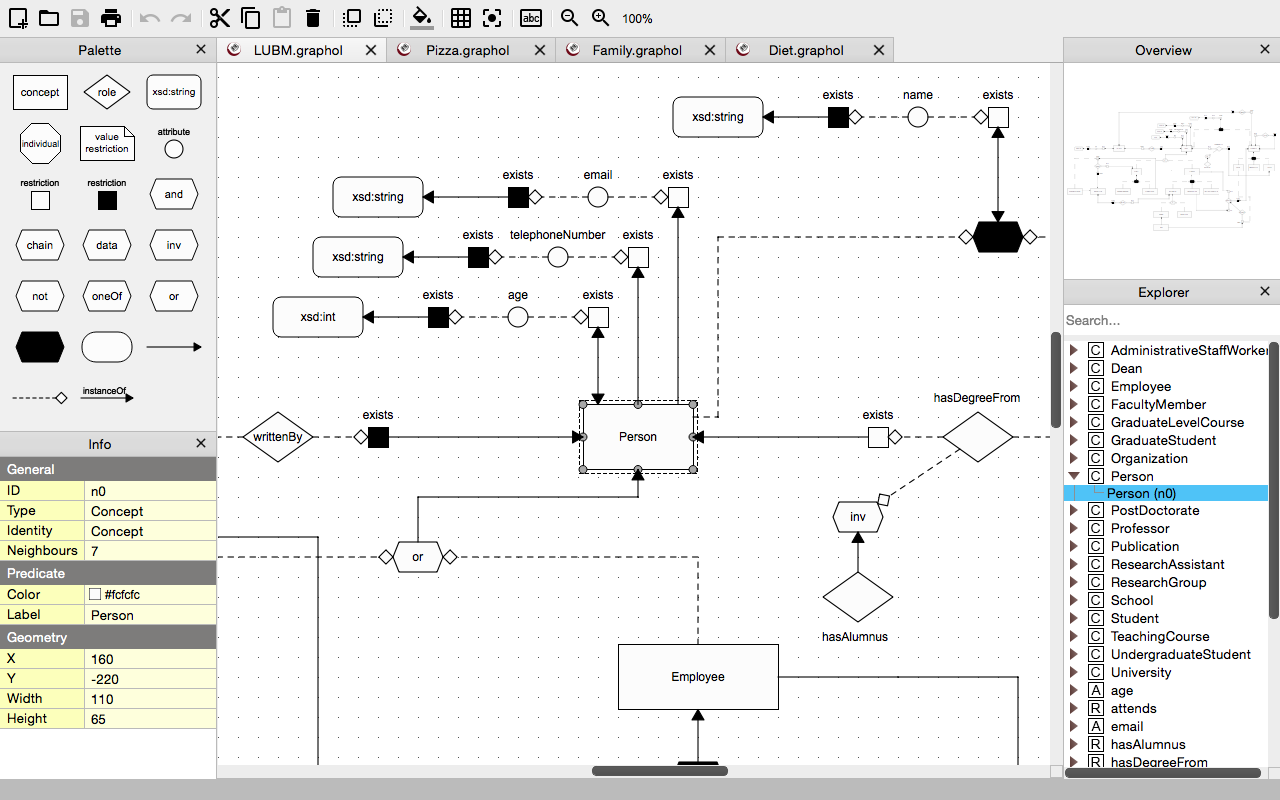 abc
100%
Palette
LUBM.graphol
Pizza.graphol
Family.graphol
Diet.graphol
Overview
concept
role
xsd:string
individual
value
restriction
attribute
restriction
restriction
and
chain
data
inv
not
oneOf
or
instanceOf
Info
General
ID n0
Type Concept
Identity Concept
Neighbours 7
Predicate
Color #fcfcfc
Label Person
Geometry
X 160
Y -220
Width 110
Height 65
xsd:string
exists
name
exists
xsd:string
exists
email
exists
xsd:string
exists
telephoneNumber
exists
xsd:int
exists
age
exists
writtenBy
exists
Person
exists
hasDegreeFrom
inv
or
hasAlumnus
Employee
Explorer
Search...
C AdministrativeStaffWorker
C Dean
C Employee
C FacultyMember
C GraduateLevelCourse
C GraduateStudent
C Organization
C Person
Person (n0)
C PostDoctorate
C Professor
C Publication
C ResearchAssistant
C ResearchGroup
C School
C Student
C TeachingCourse
C UndergraduateStudent
C University
A age
R attends
A email
R hasAlumnus
R hasDegreeFrom